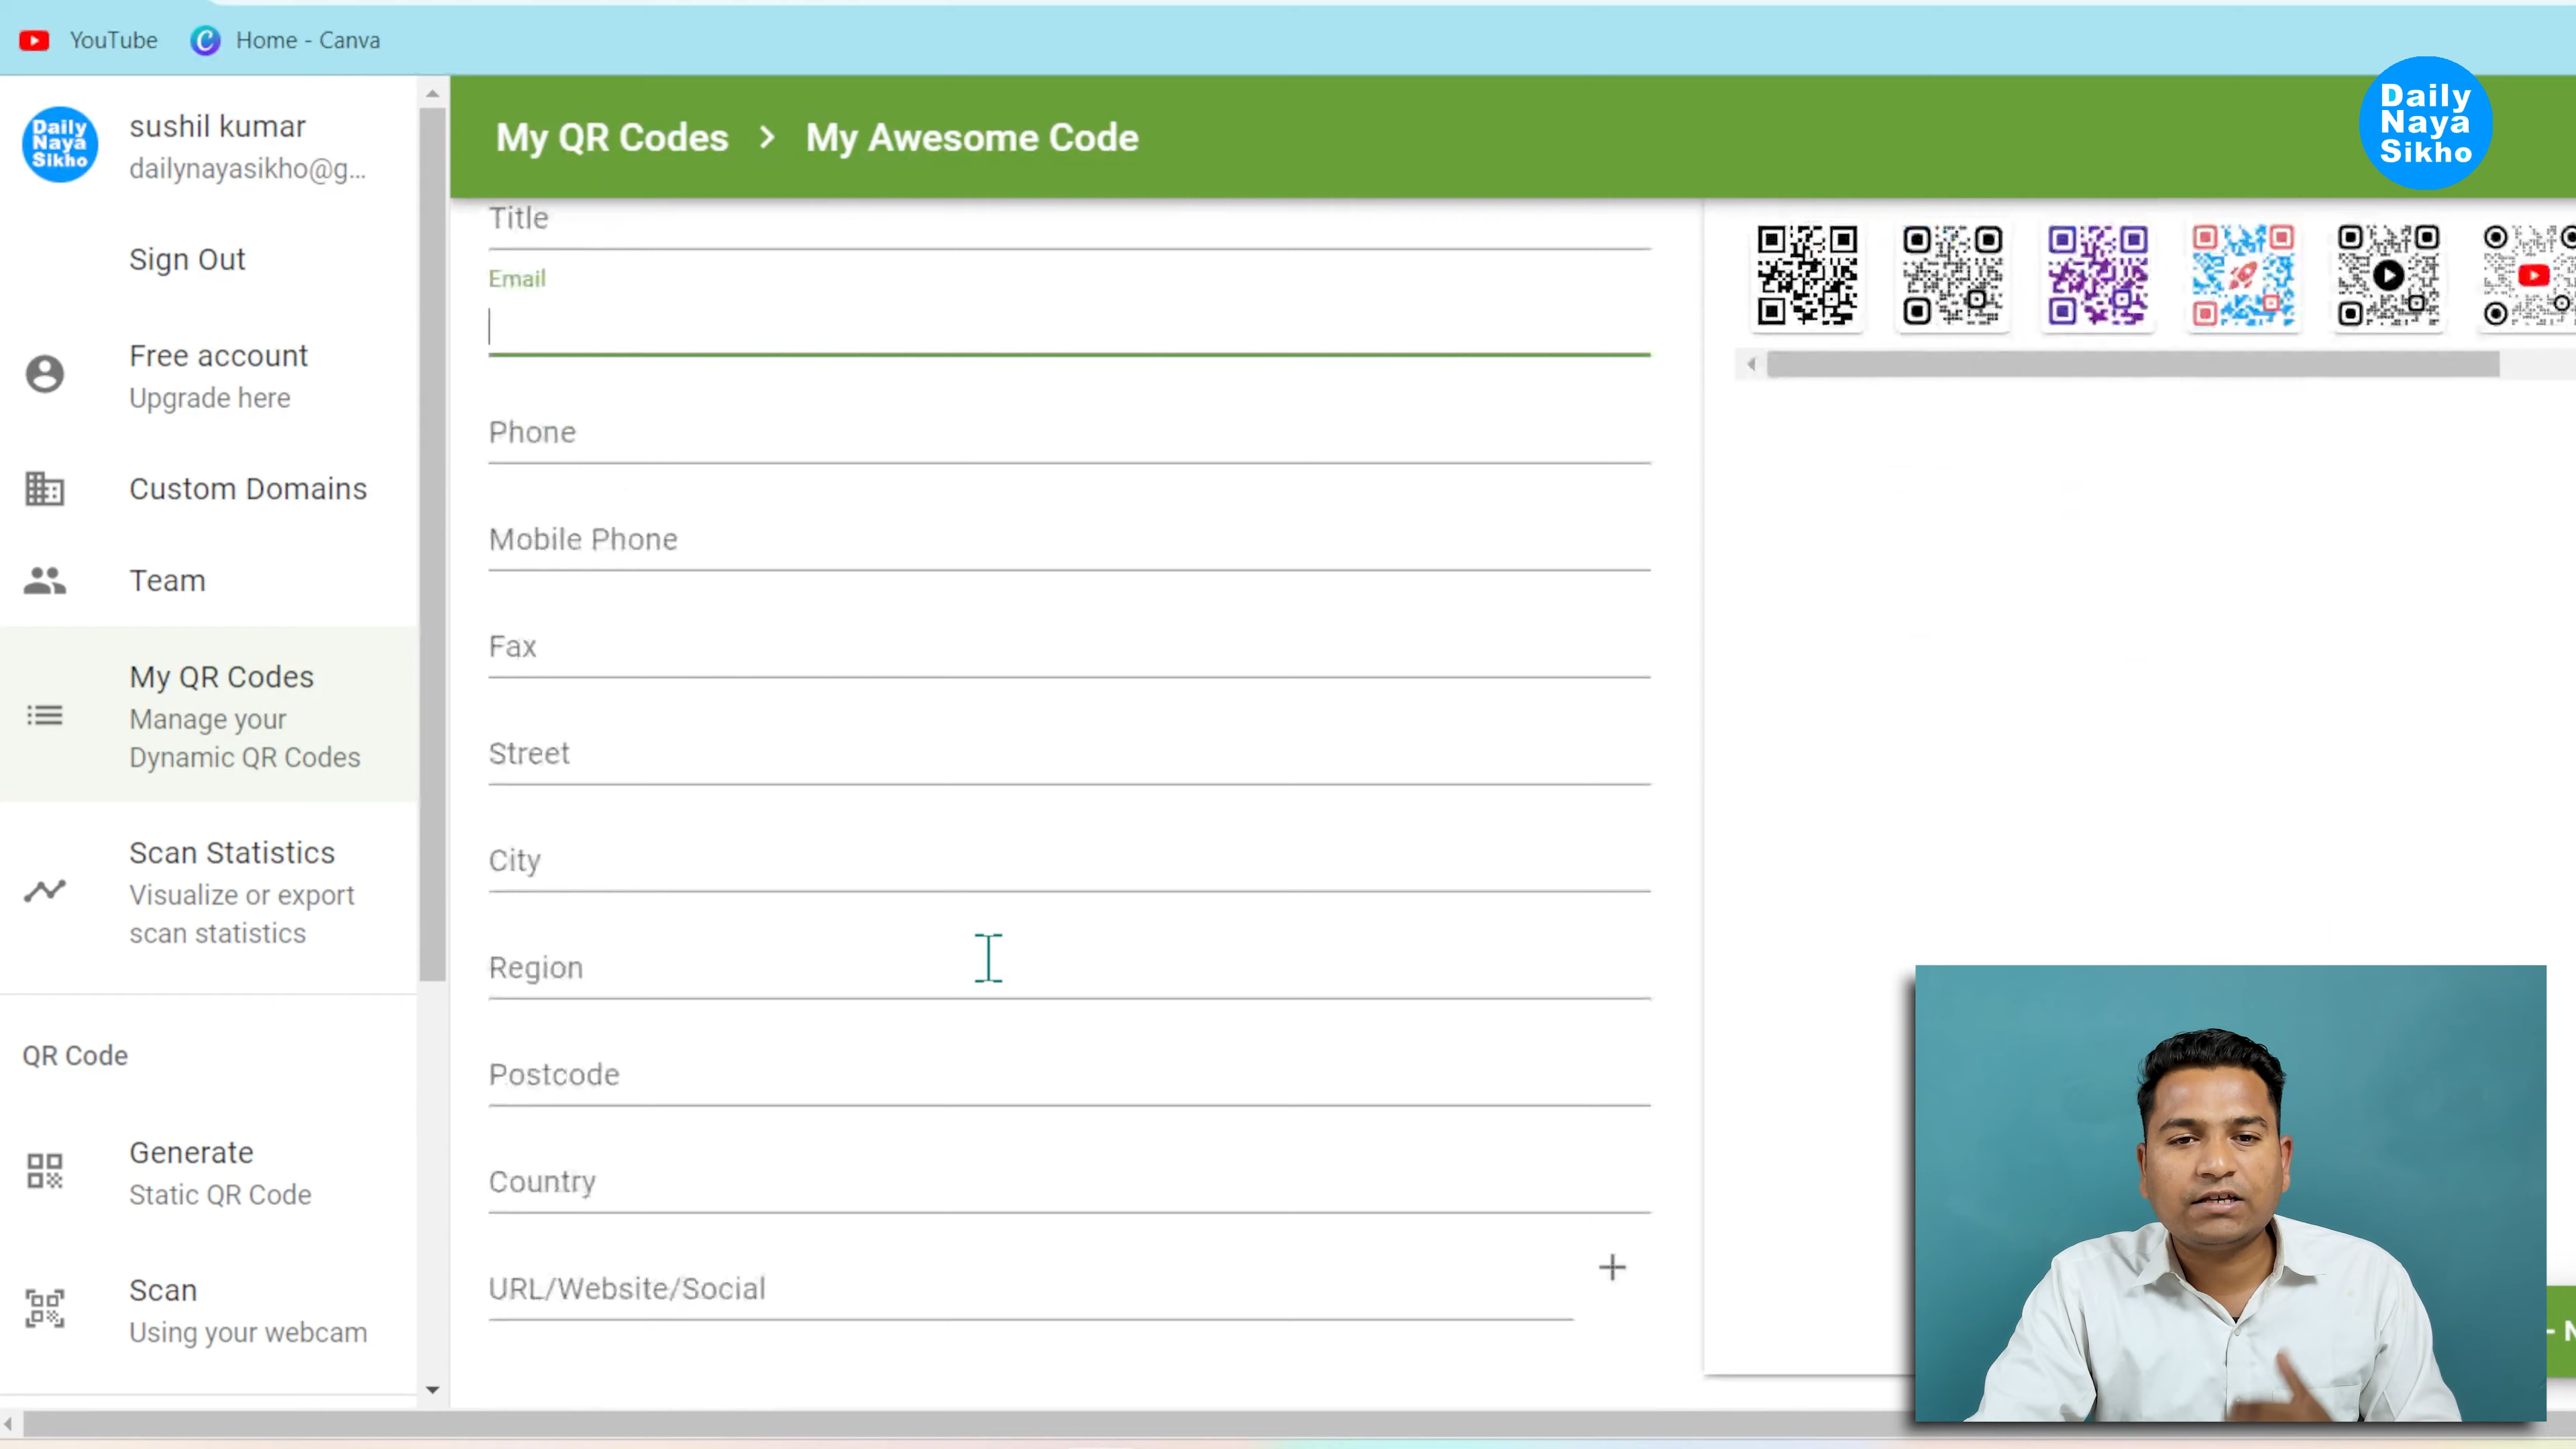 YouTube
Home - Canva
Daily
Naya
Sikho
sushil kumar
dailynayasikho@g...
Sign Out
Free account
Upgrade here
Custom Domains
Team
My QR Codes
Manage your
Dynamic QR Codes
Scan Statistics
Visualize or export
scan statistics
QR Code
Generate
Static QR Code
Scan
Using your webcam
My QR Codes > My Awesome Code
Daily
Naya
Sikho
Title
Email
Phone
Mobile Phone
Fax
Street
City
Region
Postcode
Country
URL/Website/Social